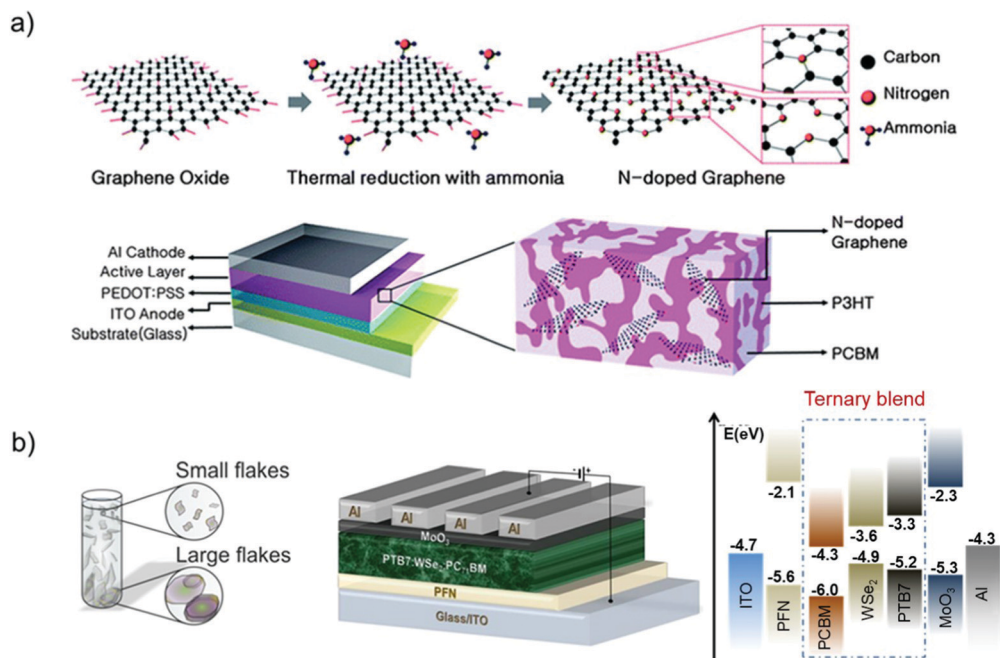 a)
Carbon
Nitrogen
Ammonia
Graphene Oxide
Thermal reduction with ammonia
N-doped Graphene
Al Cathode
Active Layer
PEDOT:PSS
ITO Anode
Substrate(Glass)
N-doped
Graphene
P3HT
PCBM
b)
Small flakes
Large flakes
- +
Al Al Al Al
MoO₃
PTB7:WSe₂:PC₇₁BM
PFN
Glass/ITO
Ternary blend
E(eV)
-2.1
-2.3
-3.3
-3.6
-4.3
-4.3
-4.7
-4.9
-5.2
-5.3
-5.6
-6.0
ITO
PFN
PCBM
WSe₂
PTB7
MoO₃
Al